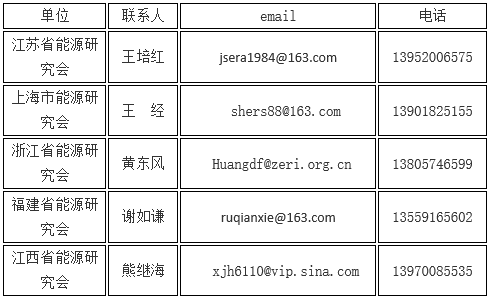 单位 联系人 email 电话
江苏省能源研
究会 王培红 jsera1984@163.com 13952006575
上海市能源研
究会 王 经 shers88@163.com 13901825155
浙江省能源研
究会 黄东风 Huangdf@zeri.org.cn 13805746599
福建省能源研
究会 谢如谦 ruqianxie@163.com 13559165602
江西省能源研
究会 熊继海 xjh6110@vip.sina.com 13970085535